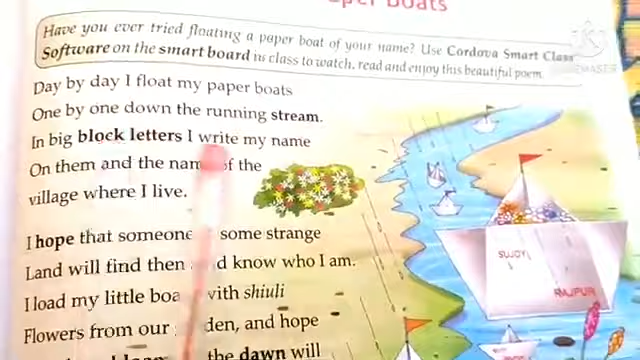 Paper Boats
Have you ever tried floating a paper boat of your name? Use Cordova Smart Class
Software on the smart board in class to watch, read and enjoy this beautiful poem.
Day by day I float my paper boats
One by one down the running stream.
In big block letters I write my name
On them and the nam of the
village where I live.
I hope that someone some strange
Land will find then d know who I am.
I load my little boa with shiuli
Flowers from our den, and hope
the dawn will
SUJOY
RAJPUR